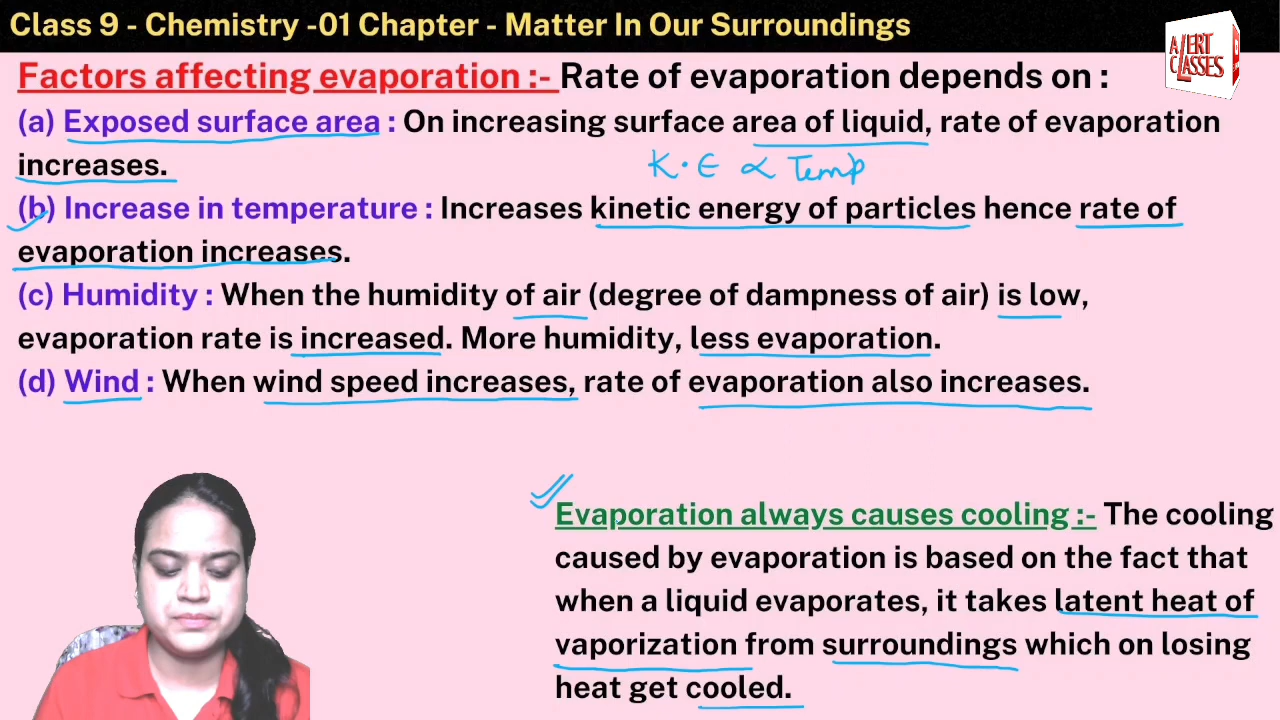 Class 9 - Chemistry -01 Chapter - Matter In Our Surroundings
ALERT
CLASSES
Factors affecting evaporation :- Rate of evaporation depends on :
(a) Exposed surface area : On increasing surface area of liquid, rate of evaporation
increases.
K.E ∝ Temp
(b) Increase in temperature : Increases kinetic energy of particles hence rate of
evaporation increases.
(c) Humidity : When the humidity of air (degree of dampness of air) is low,
evaporation rate is increased. More humidity, less evaporation.
(d) Wind : When wind speed increases, rate of evaporation also increases.
Evaporation always causes cooling :- The cooling
caused by evaporation is based on the fact that
when a liquid evaporates, it takes latent heat of
vaporization from surroundings which on losing
heat get cooled.